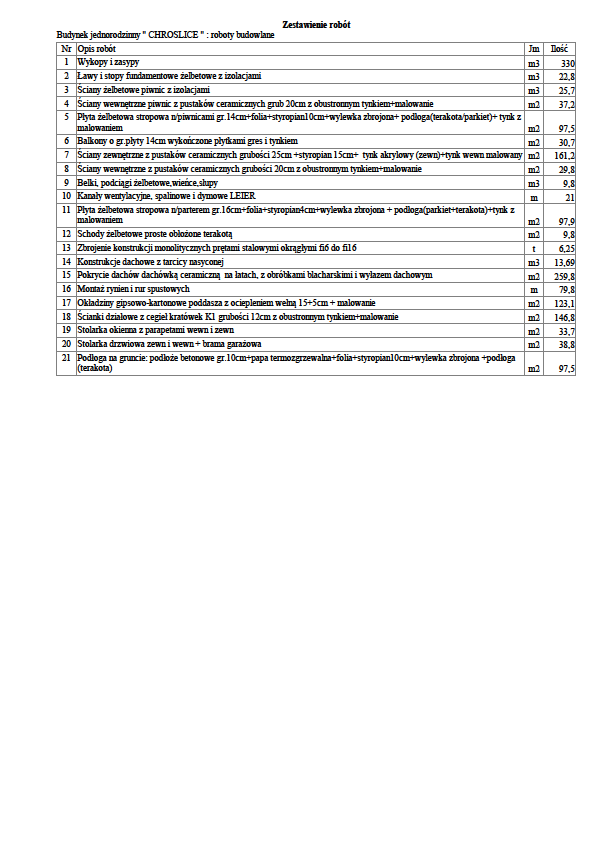 Zestawienie robót
Budynek jednorodzinny " CHROSLICE " : roboty budowlane
Nr Opis robót Jm Ilość
1 Wykopy i zasypy m3 330
2 Ławy i stopy fundamentowe żelbetowe z izolacjami m3 22,8
3 Ściany żelbetowe piwnic z izolacjami m3 25,7
4 Ściany wewnętrzne piwnic z pustaków ceramicznych grub 20cm z obustronnym tynkiem+malowanie m2 37,2
5 Płyta żelbetowa stropowa n/piwnicami gr.14cm+folia+styropian10cm+wylewka zbrojona+ podłoga(terakota/parkiet)+ tynk z
malowaniem m2 97,5
6 Balkony o gr.płyty 14cm wykończone płytkami gres i tynkiem m2 30,7
7 Ściany zewnętrzne z pustaków ceramicznych grubości 25cm +styropian 15cm+ tynk akrylowy (zewn)+tynk wewn malowany m2 161,2
8 Ściany wewnętrzne z pustaków ceramicznych grubości 20cm z obustronnym tynkiem+malowanie m2 29,8
9 Belki, podciągi żelbetowe,wieńce,słupy m3 9,8
10 Kanały wentylacyjne, spalinowe i dymowe LEIER m 21
11 Płyta żelbetowa stropowa n/parterem gr.16cm+folia+styropian4cm+wylewka zbrojona + podłoga(parkiet+terakota)+tynk z
malowaniem m2 97,9
12 Schody żelbetowe proste obłożone terakotą m2 9,8
13 Zbrojenie konstrukcji monolitycznych prętami stalowymi okrągłymi fi6 do fi16 t 6,25
14 Konstrukcje dachowe z tarcicy nasyconej m3 13,69
15 Pokrycie dachów dachówką ceramiczną na łatach, z obróbkami blacharskimi i wyłazem dachowym m2 259,8
16 Montaż rynien i rur spustowych m 79,8
17 Okładziny gipsowo-kartonowe poddasza z ociepleniem wełną 15+5cm + malowanie m2 123,1
18 Ścianki działowe z cegieł kratówek K1 grubości 12cm z obustronnym tynkiem+malowanie m2 146,8
19 Stolarka okienna z parapetami wewn i zewn m2 33,7
20 Stolarka drzwiowa zewn i wewn + brama garażowa m2 38,8
21 Podłoga na gruncie: podłoże betonowe gr.10cm+papa termozgrzewalna+folia+styropian10cm+wylewka zbrojona +podłoga
(terakota) m2 97,5